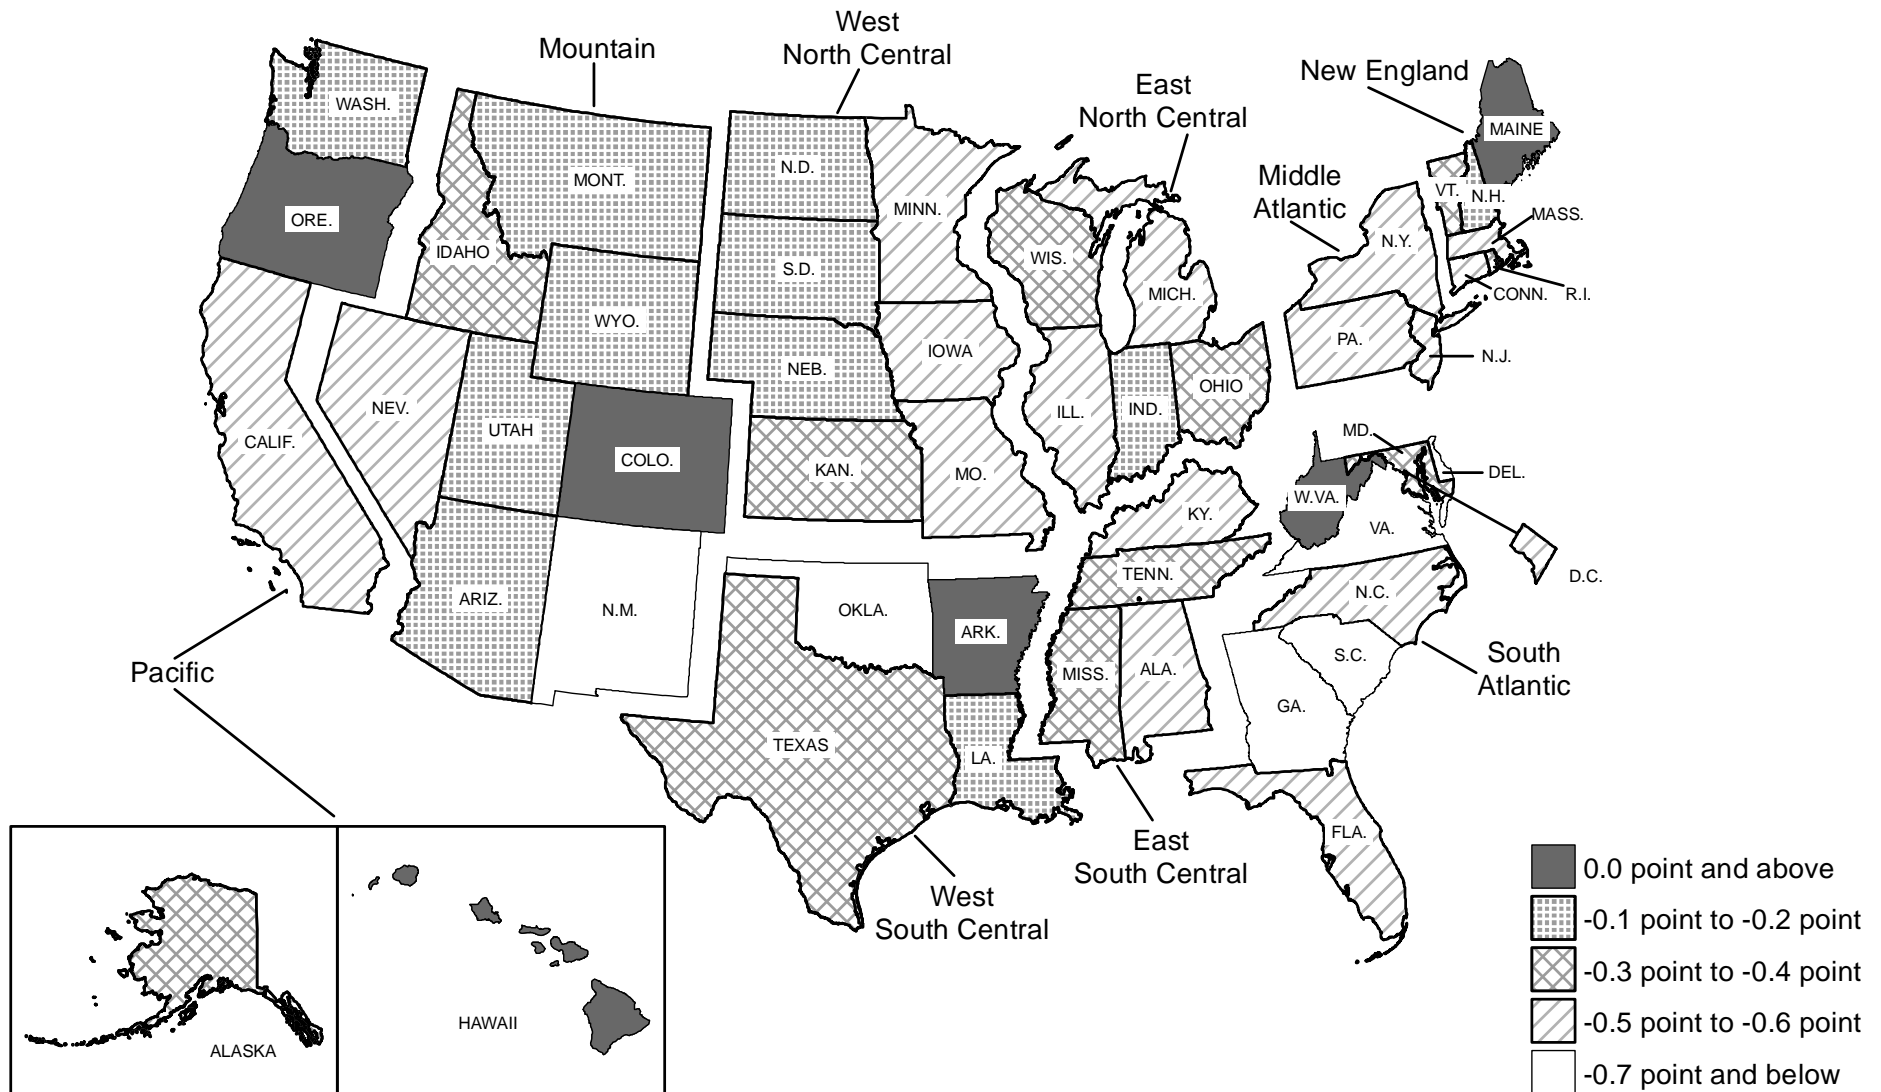 West
North Central
Mountain
New England
East
North Central
WASH.
MAINE
MONT.
N.D.
MINN.
Middle
Atlantic
VT.
N.H.
MASS.
ORE.
IDAHO
S.D.
WIS.
N.Y.
MICH.
CONN.
R.I.
WYO.
IOWA
PA.
N.J.
NEB.
OHIO
NEV.
ILL.
IND.
CALIF.
UTAH
COLO.
KAN.
MO.
MD.
DEL.
W.VA.
KY.
VA.
TENN.
D.C.
ARIZ.
N.M.
OKLA.
ARK.
N.C.
Pacific
MISS.
ALA.
S.C.
South
Atlantic
GA.
TEXAS
LA.
FLA.
East
South Central
West
South Central
HAWAII
ALASKA
0.0 point and above
-0.1 point to -0.2 point
-0.3 point to -0.4 point
-0.5 point to -0.6 point
-0.7 point and below